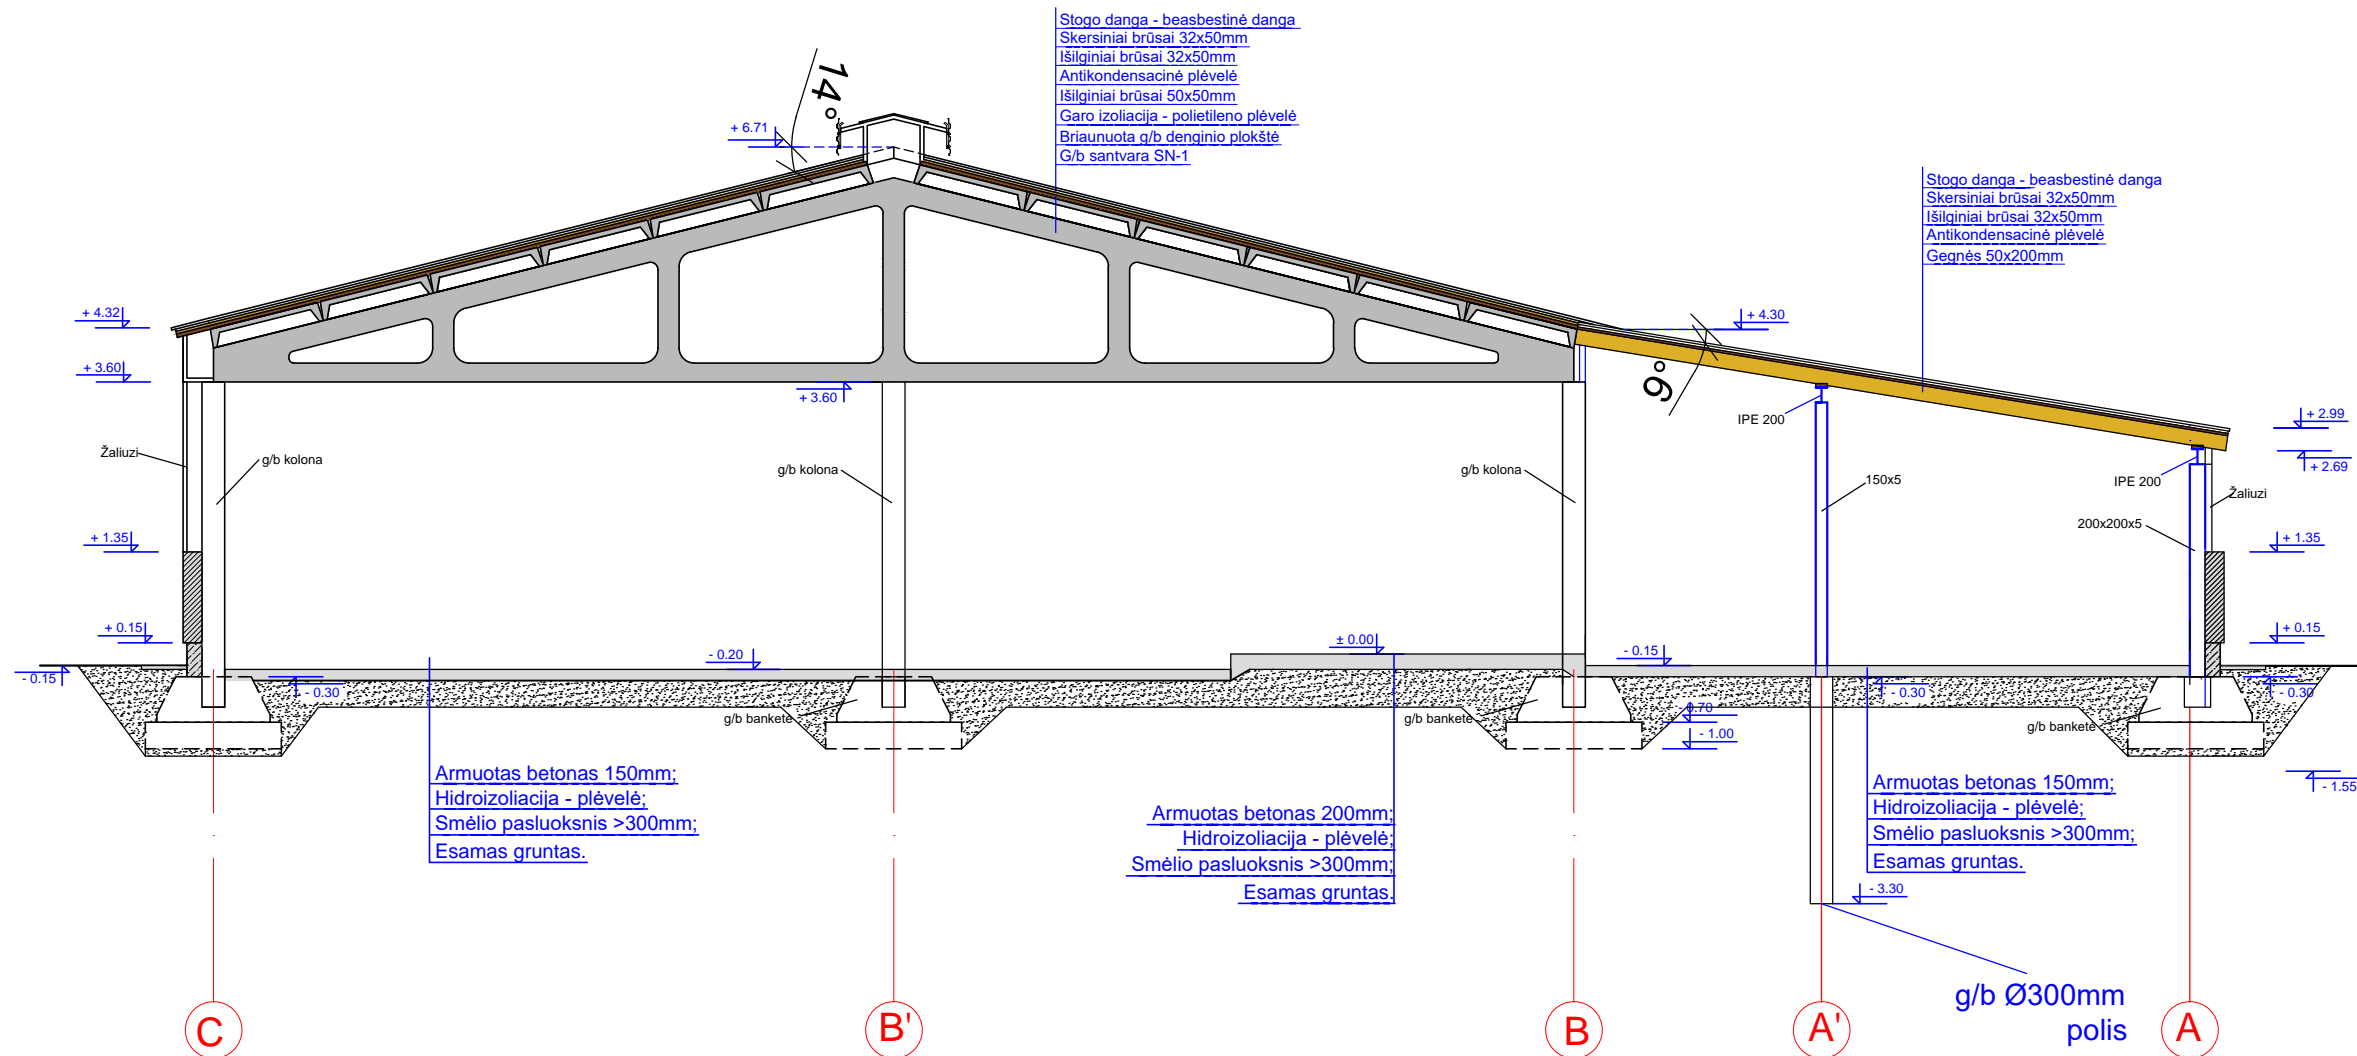 Stogo danga - beasbestinė danga
Skersiniai brūsai 32x50mm
Išilginiai brūsai 32x50mm
Antikondensacinė plėvelė
Išilginiai brūsai 50x50mm
Garo izoliacija - polietileno plėvelė
Briaunuota g/b denginio plokštė
G/b santvara SN-1
14°
+ 6.71
Stogo danga - beasbestinė danga
Skersiniai brūsai 32x50mm
Išilginiai brūsai 32x50mm
Antikondensacinė plėvelė
Gegnės 50x200mm
+ 4.32
+ 4.30
+ 3.60
+ 3.60
9°
IPE 200
+ 2.99
+ 2.69
Žaliuzi
g/b kolona
g/b kolona
g/b kolona
150x5
IPE 200
Žaliuzi
200x200x5
+ 1.35
+ 1.35
+ 0.15
+ 0.15
± 0.00
- 0.20
- 0.15
- 0.15
- 0.30
- 0.30
- 0.30
g/b banketė
g/b banketė
g/b banketė
0.70
- 1.00
- 1.55
Armuotas betonas 150mm;
Hidroizoliacija - plėvelė;
Smėlio pasluoksnis >300mm;
Esamas gruntas.
Armuotas betonas 200mm;
Hidroizoliacija - plėvelė;
Smėlio pasluoksnis >300mm;
Esamas gruntas.
Armuotas betonas 150mm;
Hidroizoliacija - plėvelė;
Smėlio pasluoksnis >300mm;
Esamas gruntas.
- 3.30
g/b Ø300mm
polis
C
B'
B
A'
A